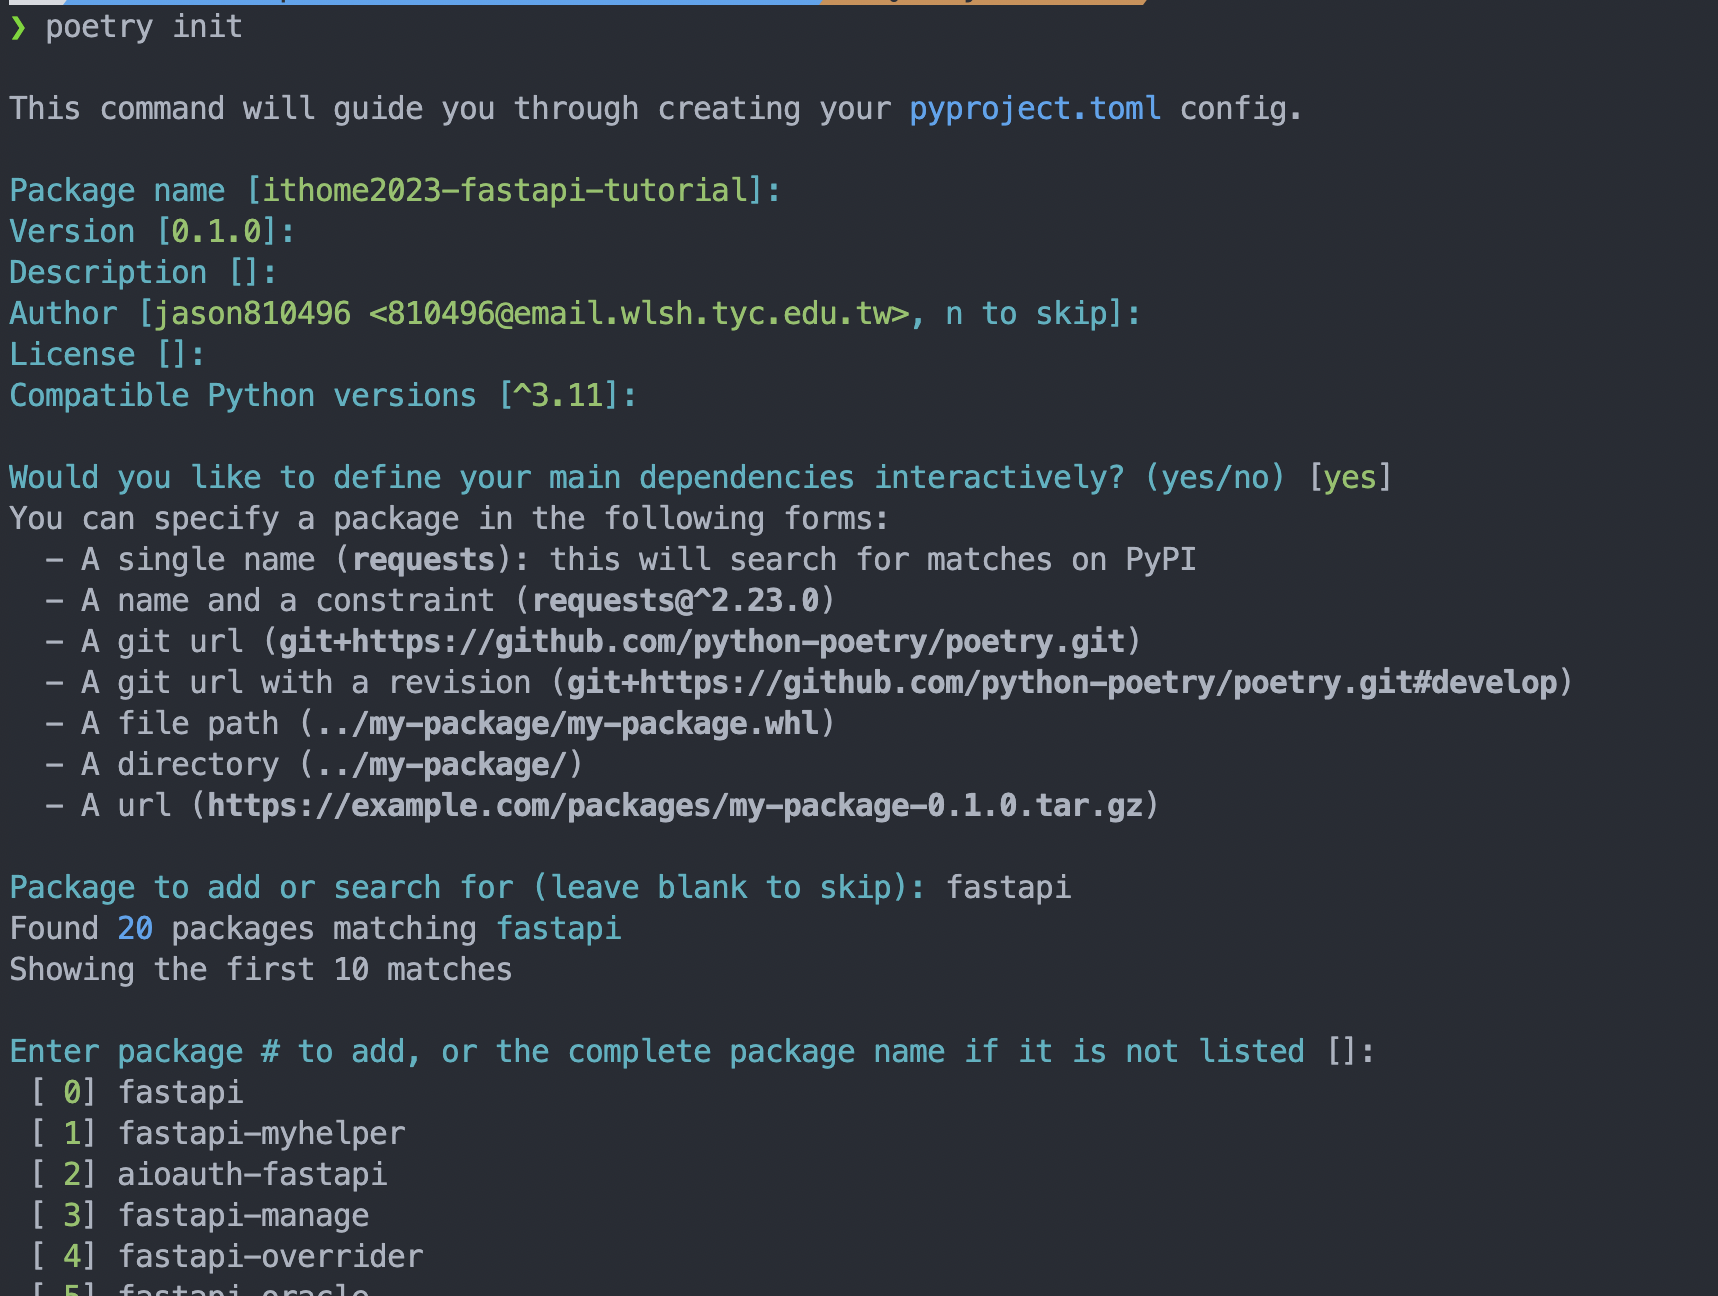 ❯ poetry init
This command will guide you through creating your pyproject.toml config.
Package name [ithome2023-fastapi-tutorial]:
Version [0.1.0]:
Description []:
Author [jason810496 <810496@email.wlsh.tyc.edu.tw>, n to skip]:
License []:
Compatible Python versions [^3.11]:
Would you like to define your main dependencies interactively? (yes/no) [yes]
You can specify a package in the following forms:
- A single name (requests): this will search for matches on PyPI
- A name and a constraint (requests@^2.23.0)
- A git url (git+https://github.com/python-poetry/poetry.git)
- A git url with a revision (git+https://github.com/python-poetry/poetry.git#develop)
- A file path (../my-package/my-package.whl)
- A directory (../my-package/)
- A url (https://example.com/packages/my-package-0.1.0.tar.gz)
Package to add or search for (leave blank to skip): fastapi
Found 20 packages matching fastapi
Showing the first 10 matches
Enter package # to add, or the complete package name if it is not listed []:
[ 0] fastapi
[ 1] fastapi-myhelper
[ 2] aioauth-fastapi
[ 3] fastapi-manage
[ 4] fastapi-overrider
[ 5] fastapi-oracle